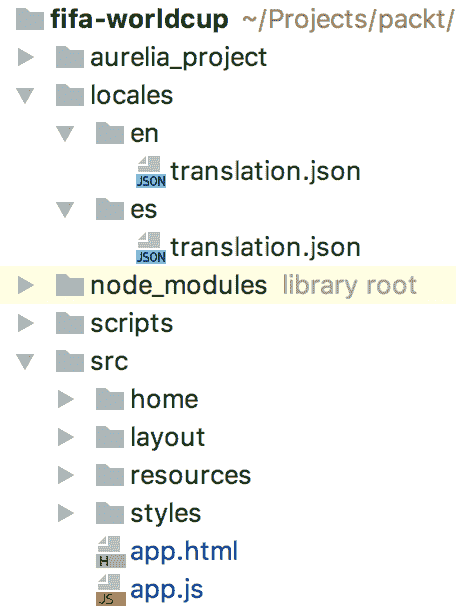 fifa-worldcup ~/Projects/packt/
aurelia_project
locales
en
JSON translation.json
es
JSON translation.json
node_modules library root
scripts
src
home
layout
resources
styles
H app.html
JS app.js